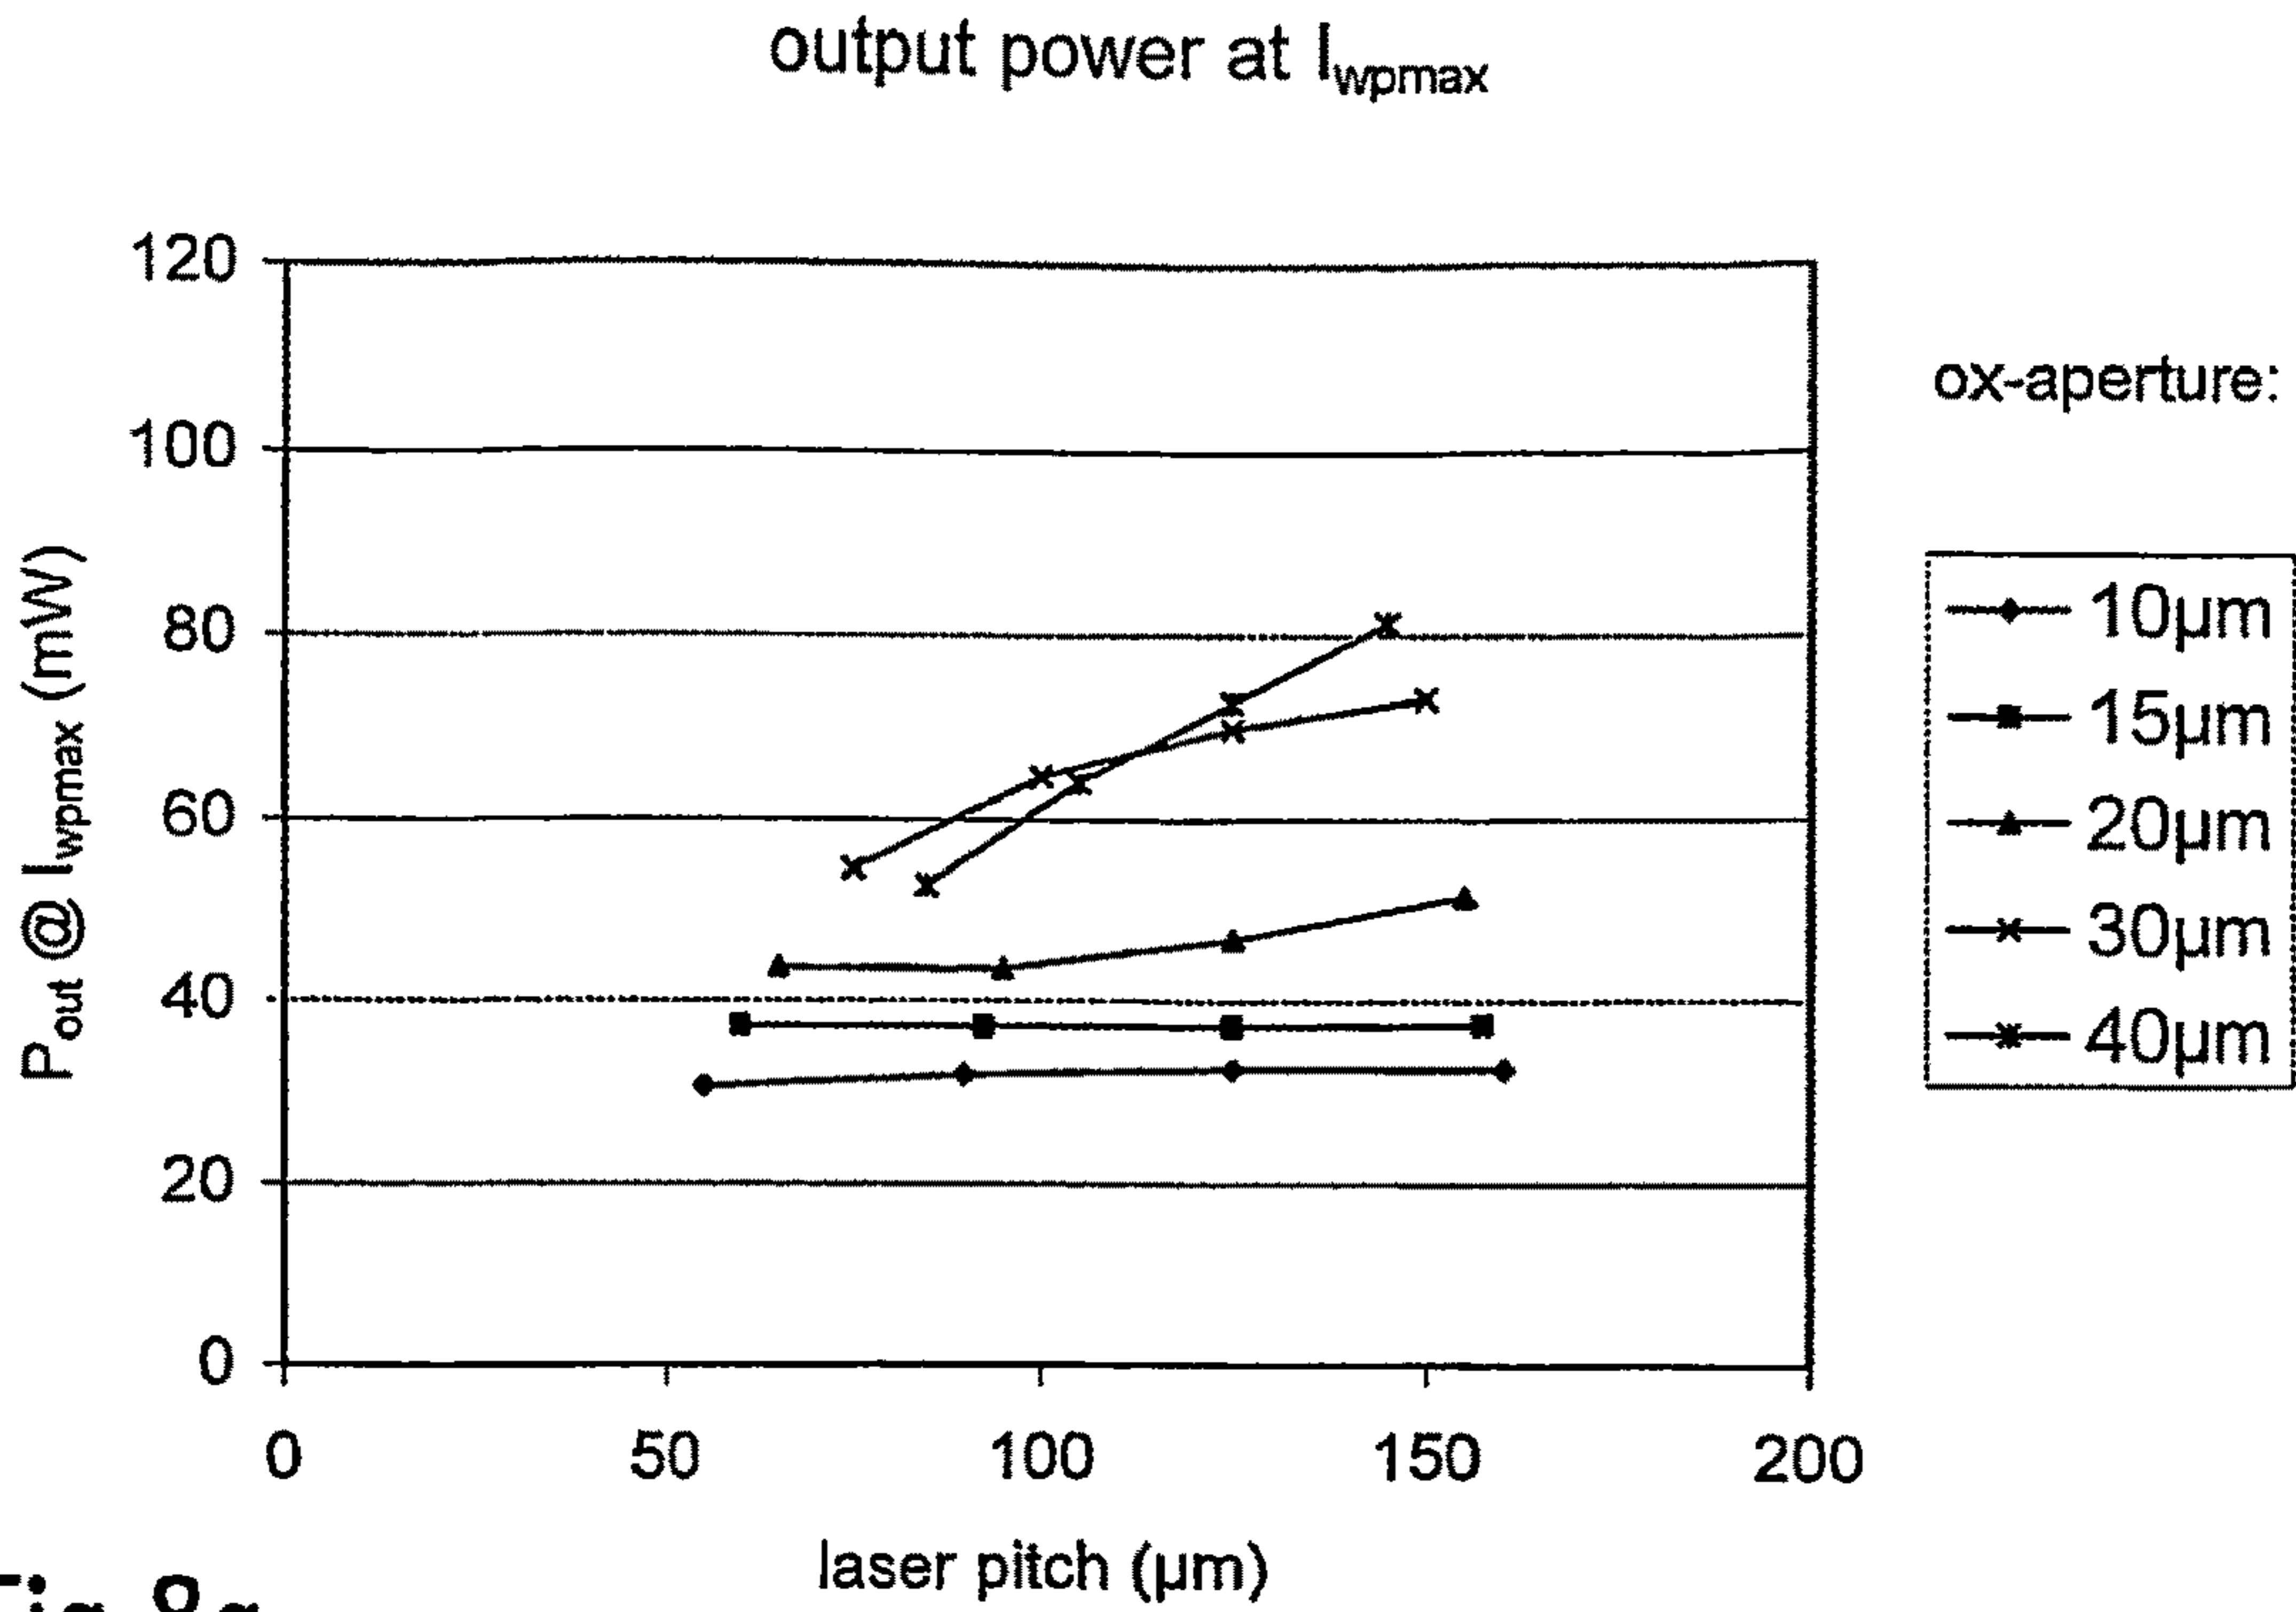 output power at Iwpmax
120
100
80
60
40
20
0
Pout @ Iwpmax (mW)
0 50 100 150 200
laser pitch (µm)
ox-aperture:
10µm
15µm
20µm
30µm
40µm